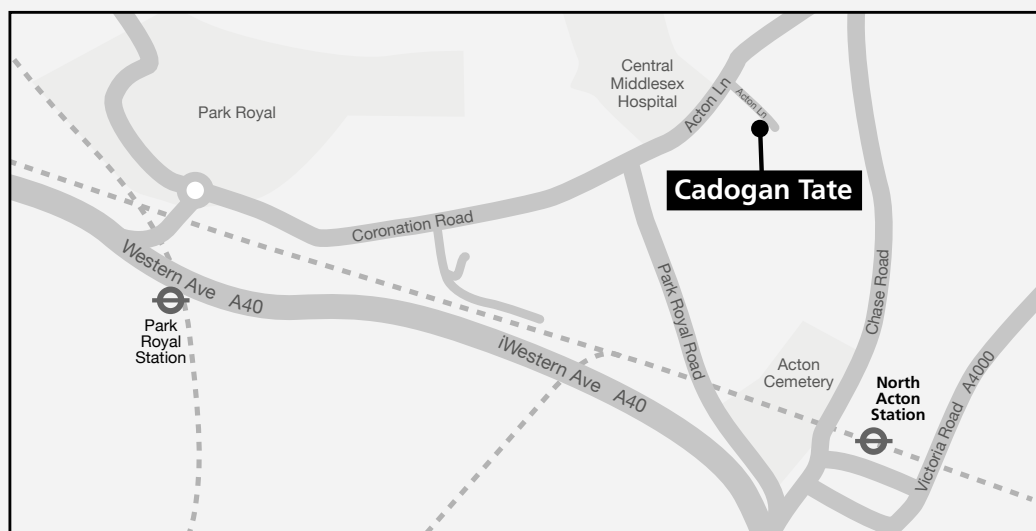 Park Royal
Central
Middlesex
Hospital
Acton Ln
Acton Ln
Cadogan Tate
Coronation Road
Western Ave A40
Park
Royal
Station
iWestern Ave A40
Park Royal Road
Chase Road
Acton
Cemetery
North
Acton
Station
Victoria Road A4000